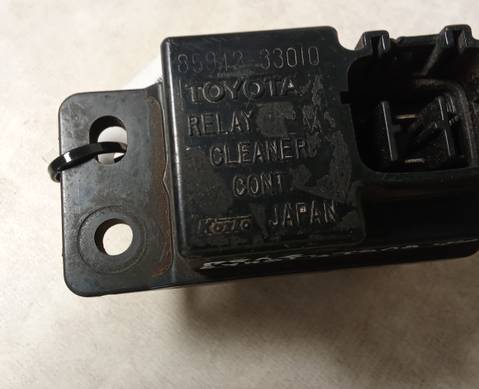 85942-33010
TOYOTA
RELAY
CLEANER
CONT
Koito JAPAN